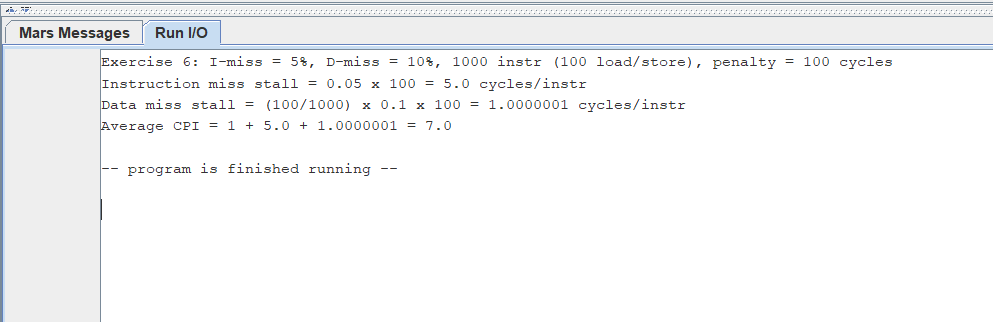 Mars Messages Run I/O
Exercise 6: I-miss = 5%, D-miss = 10%, 1000 instr (100 load/store), penalty = 100 cycles
Instruction miss stall = 0.05 x 100 = 5.0 cycles/instr
Data miss stall = (100/1000) x 0.1 x 100 = 1.0000001 cycles/instr
Average CPI = 1 + 5.0 + 1.0000001 = 7.0
-- program is finished running --